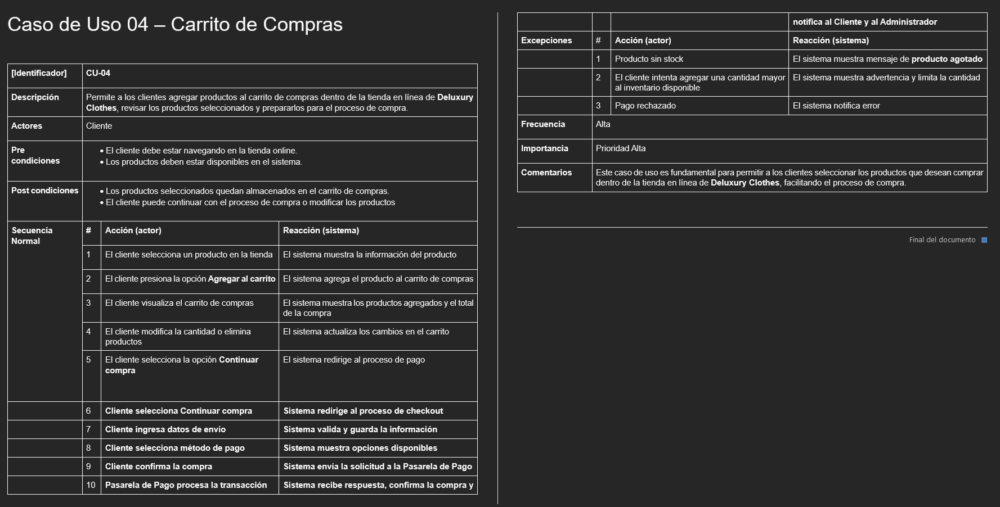 Caso de Uso 04 – Carrito de Compras
[Identificador] CU-04
Descripción Permite a los clientes agregar productos al carrito de compras dentro de la tienda en línea de Deluxury
Clothes, revisar los productos seleccionados y prepararlos para el proceso de compra.
Actores Cliente
Pre
condiciones
• El cliente debe estar navegando en la tienda online.
• Los productos deben estar disponibles en el sistema.
Post condiciones
• Los productos seleccionados quedan almacenados en el carrito de compras.
• El cliente puede continuar con el proceso de compra o modificar los productos
Secuencia
Normal
# Acción (actor) Reacción (sistema)
1 El cliente selecciona un producto en la tienda El sistema muestra la información del producto
2 El cliente presiona la opción Agregar al carrito El sistema agrega el producto al carrito de compras
3 El cliente visualiza el carrito de compras El sistema muestra los productos agregados y el total
de la compra
4 El cliente modifica la cantidad o elimina
productos
El sistema actualiza los cambios en el carrito
5 El cliente selecciona la opción Continuar
compra
El sistema redirige al proceso de pago
6 Cliente selecciona Continuar compra Sistema redirige al proceso de checkout
7 Cliente ingresa datos de envío Sistema valida y guarda la información
8 Cliente selecciona método de pago Sistema muestra opciones disponibles
9 Cliente confirma la compra Sistema envía la solicitud a la Pasarela de Pago
10 Pasarela de Pago procesa la transacción Sistema recibe respuesta, confirma la compra y
notifica al Cliente y al Administrador
Excepciones # Acción (actor) Reacción (sistema)
1 Producto sin stock El sistema muestra mensaje de producto agotado
2 El cliente intenta agregar una cantidad mayor
al inventario disponible
El sistema muestra advertencia y limita la cantidad
3 Pago rechazado El sistema notifica error
Frecuencia Alta
Importancia Prioridad Alta
Comentarios Este caso de uso es fundamental para permitir a los clientes seleccionar los productos que desean comprar
dentro de la tienda en línea de Deluxury Clothes, facilitando el proceso de compra.
Final del documento